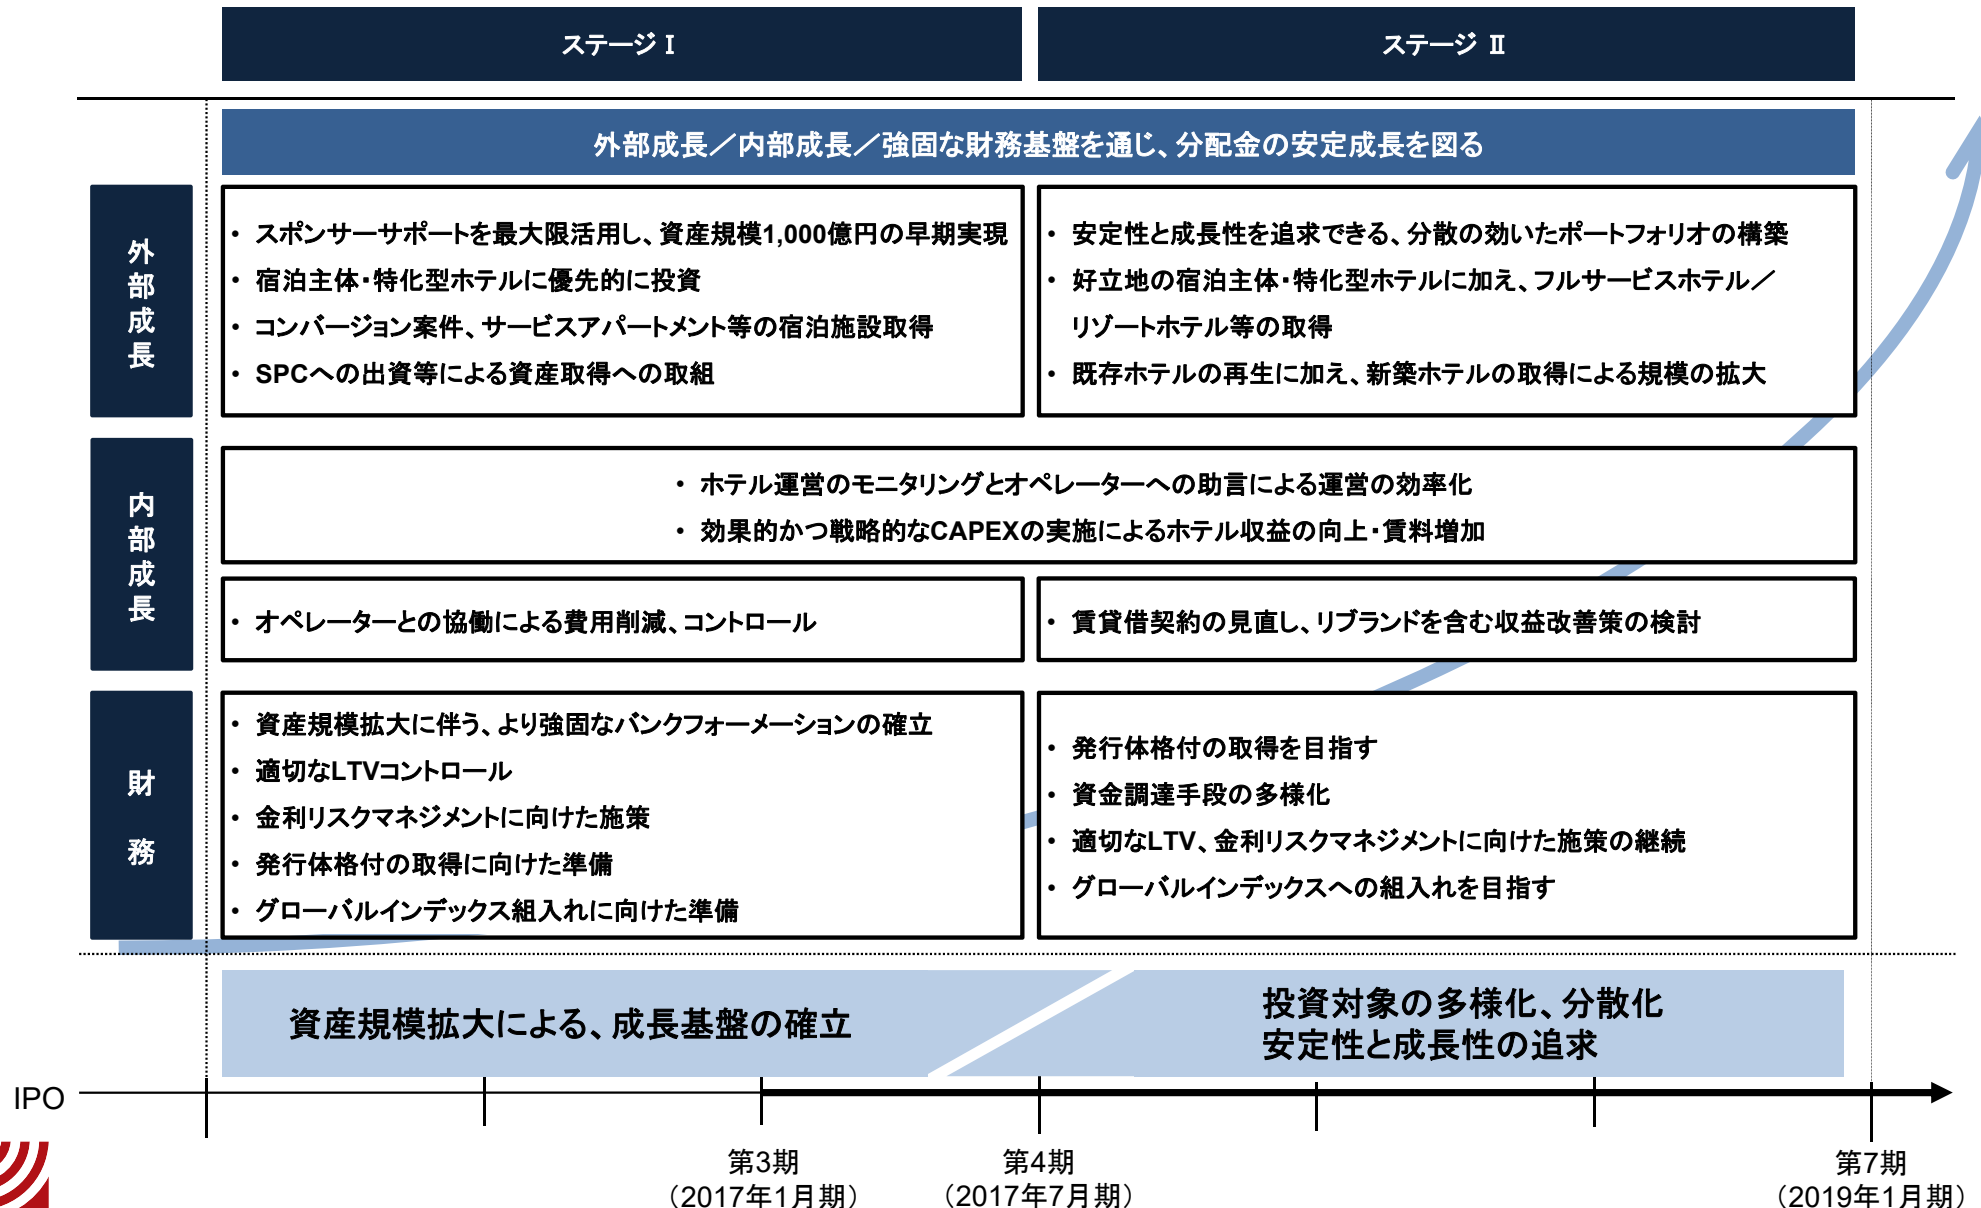 ステージ Ⅰ
ステージ Ⅱ
外部成長／内部成長／強固な財務基盤を通じ、分配金の安定成長を図る
外部成長
・ スポンサーサポートを最大限活用し、資産規模1,000億円の早期実現
・ 宿泊主体・特化型ホテルに優先的に投資
・ コンバージョン案件、サービスアパートメント等の宿泊施設取得
・ SPCへの出資等による資産取得への取組
・ 安定性と成長性を追求できる、分散の効いたポートフォリオの構築
・ 好立地の宿泊主体・特化型ホテルに加え、フルサービスホテル／
リゾートホテル等の取得
・ 既存ホテルの再生に加え、新築ホテルの取得による規模の拡大
内部成長
・ ホテル運営のモニタリングとオペレーターへの助言による運営の効率化
・ 効果的かつ戦略的なCAPEXの実施によるホテル収益の向上・賃料増加
・ オペレーターとの協働による費用削減、コントロール
・ 賃貸借契約の見直し、リブランドを含む収益改善策の検討
財務
・ 資産規模拡大に伴う、より強固なバンクフォーメーションの確立
・ 適切なLTVコントロール
・ 金利リスクマネジメントに向けた施策
・ 発行体格付の取得に向けた準備
・ グローバルインデックス組入れに向けた準備
・ 発行体格付の取得を目指す
・ 資金調達手段の多様化
・ 適切なLTV、金利リスクマネジメントに向けた施策の継続
・ グローバルインデックスへの組入れを目指す
資産規模拡大による、成長基盤の確立
投資対象の多様化、分散化
安定性と成長性の追求
IPO
第3期
（2017年1月期）
第4期
（2017年7月期）
第7期
（2019年1月期）